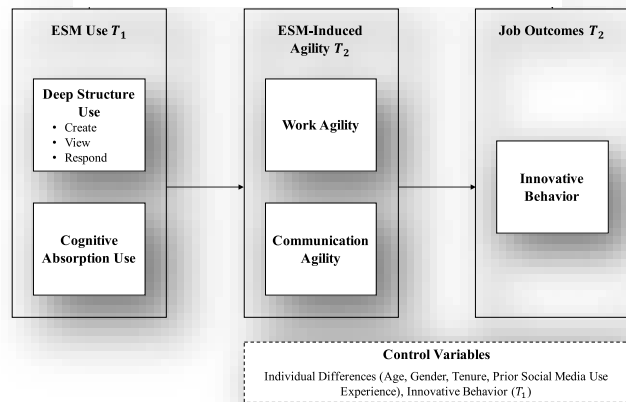 ESM Use T₁
Deep Structure
Use
• Create
• View
• Respond
Cognitive
Absorption Use
ESM-Induced
Agility T₂
Work Agility
Communication
Agility
Job Outcomes T₂
Innovative
Behavior
Control Variables
Individual Differences (Age, Gender, Tenure, Prior Social Media Use
Experience), Innovative Behavior (T₁)